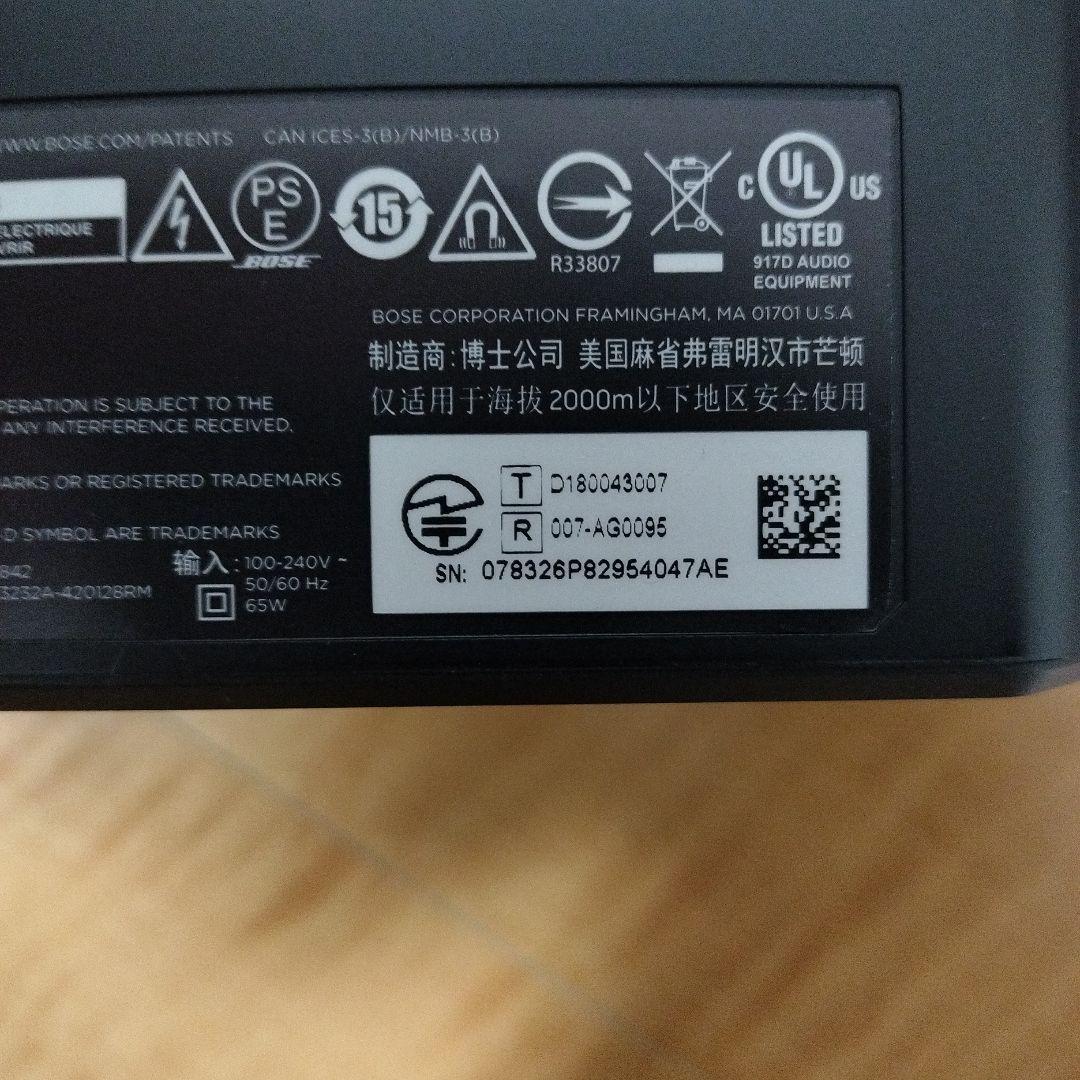 WWW.BOSE.COM/PATENTS CAN ICES-3(B)/NMB-3(B)
PS
E
BOSE
15
R33807
C UL US
LISTED
917D AUDIO
EQUIPMENT
ELECTRIQUE
BOSE CORPORATION FRAMINGHAM, MA 01701 U.S.A
制造商:博士公司 美国麻省弗雷明汉市芒顿
仅适用于海拔2000m以下地区安全使用
OPERATION IS SUBJECT TO THE
ANY INTERFERENCE RECEIVED.
ARKS OR REGISTERED TRADEMARKS
D SYMBOL ARE TRADEMARKS
842
3232A-420128RM
输入: 100-240V ~
50/60 Hz
65W
T D180043007
R 007-AG0095
SN: 078326P82954047AE